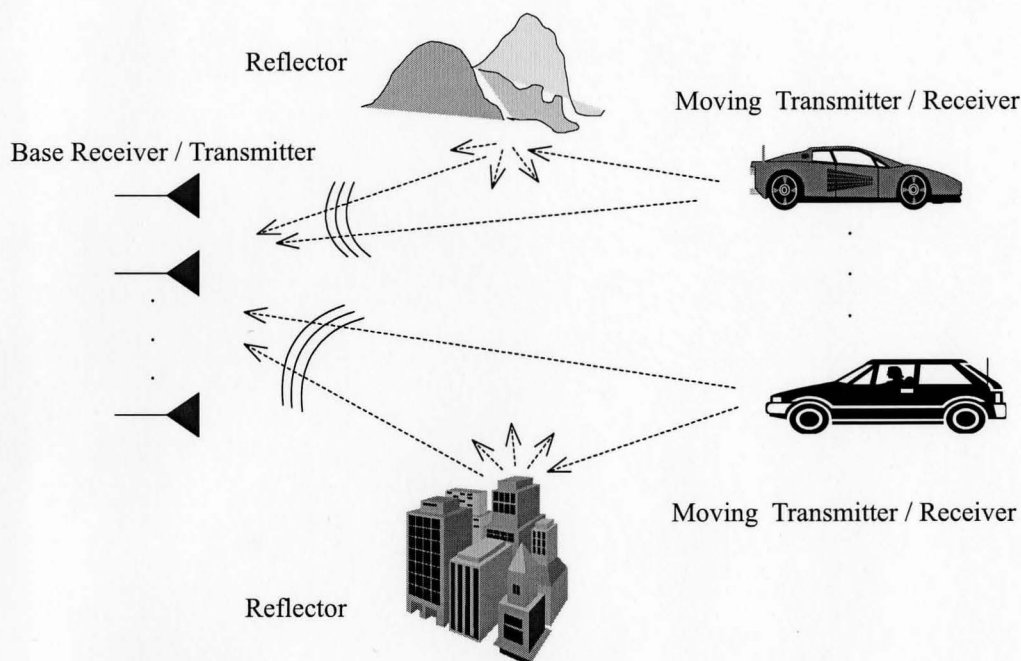 Reflector
Moving Transmitter / Receiver
Base Receiver / Transmitter
Moving Transmitter / Receiver
Reflector